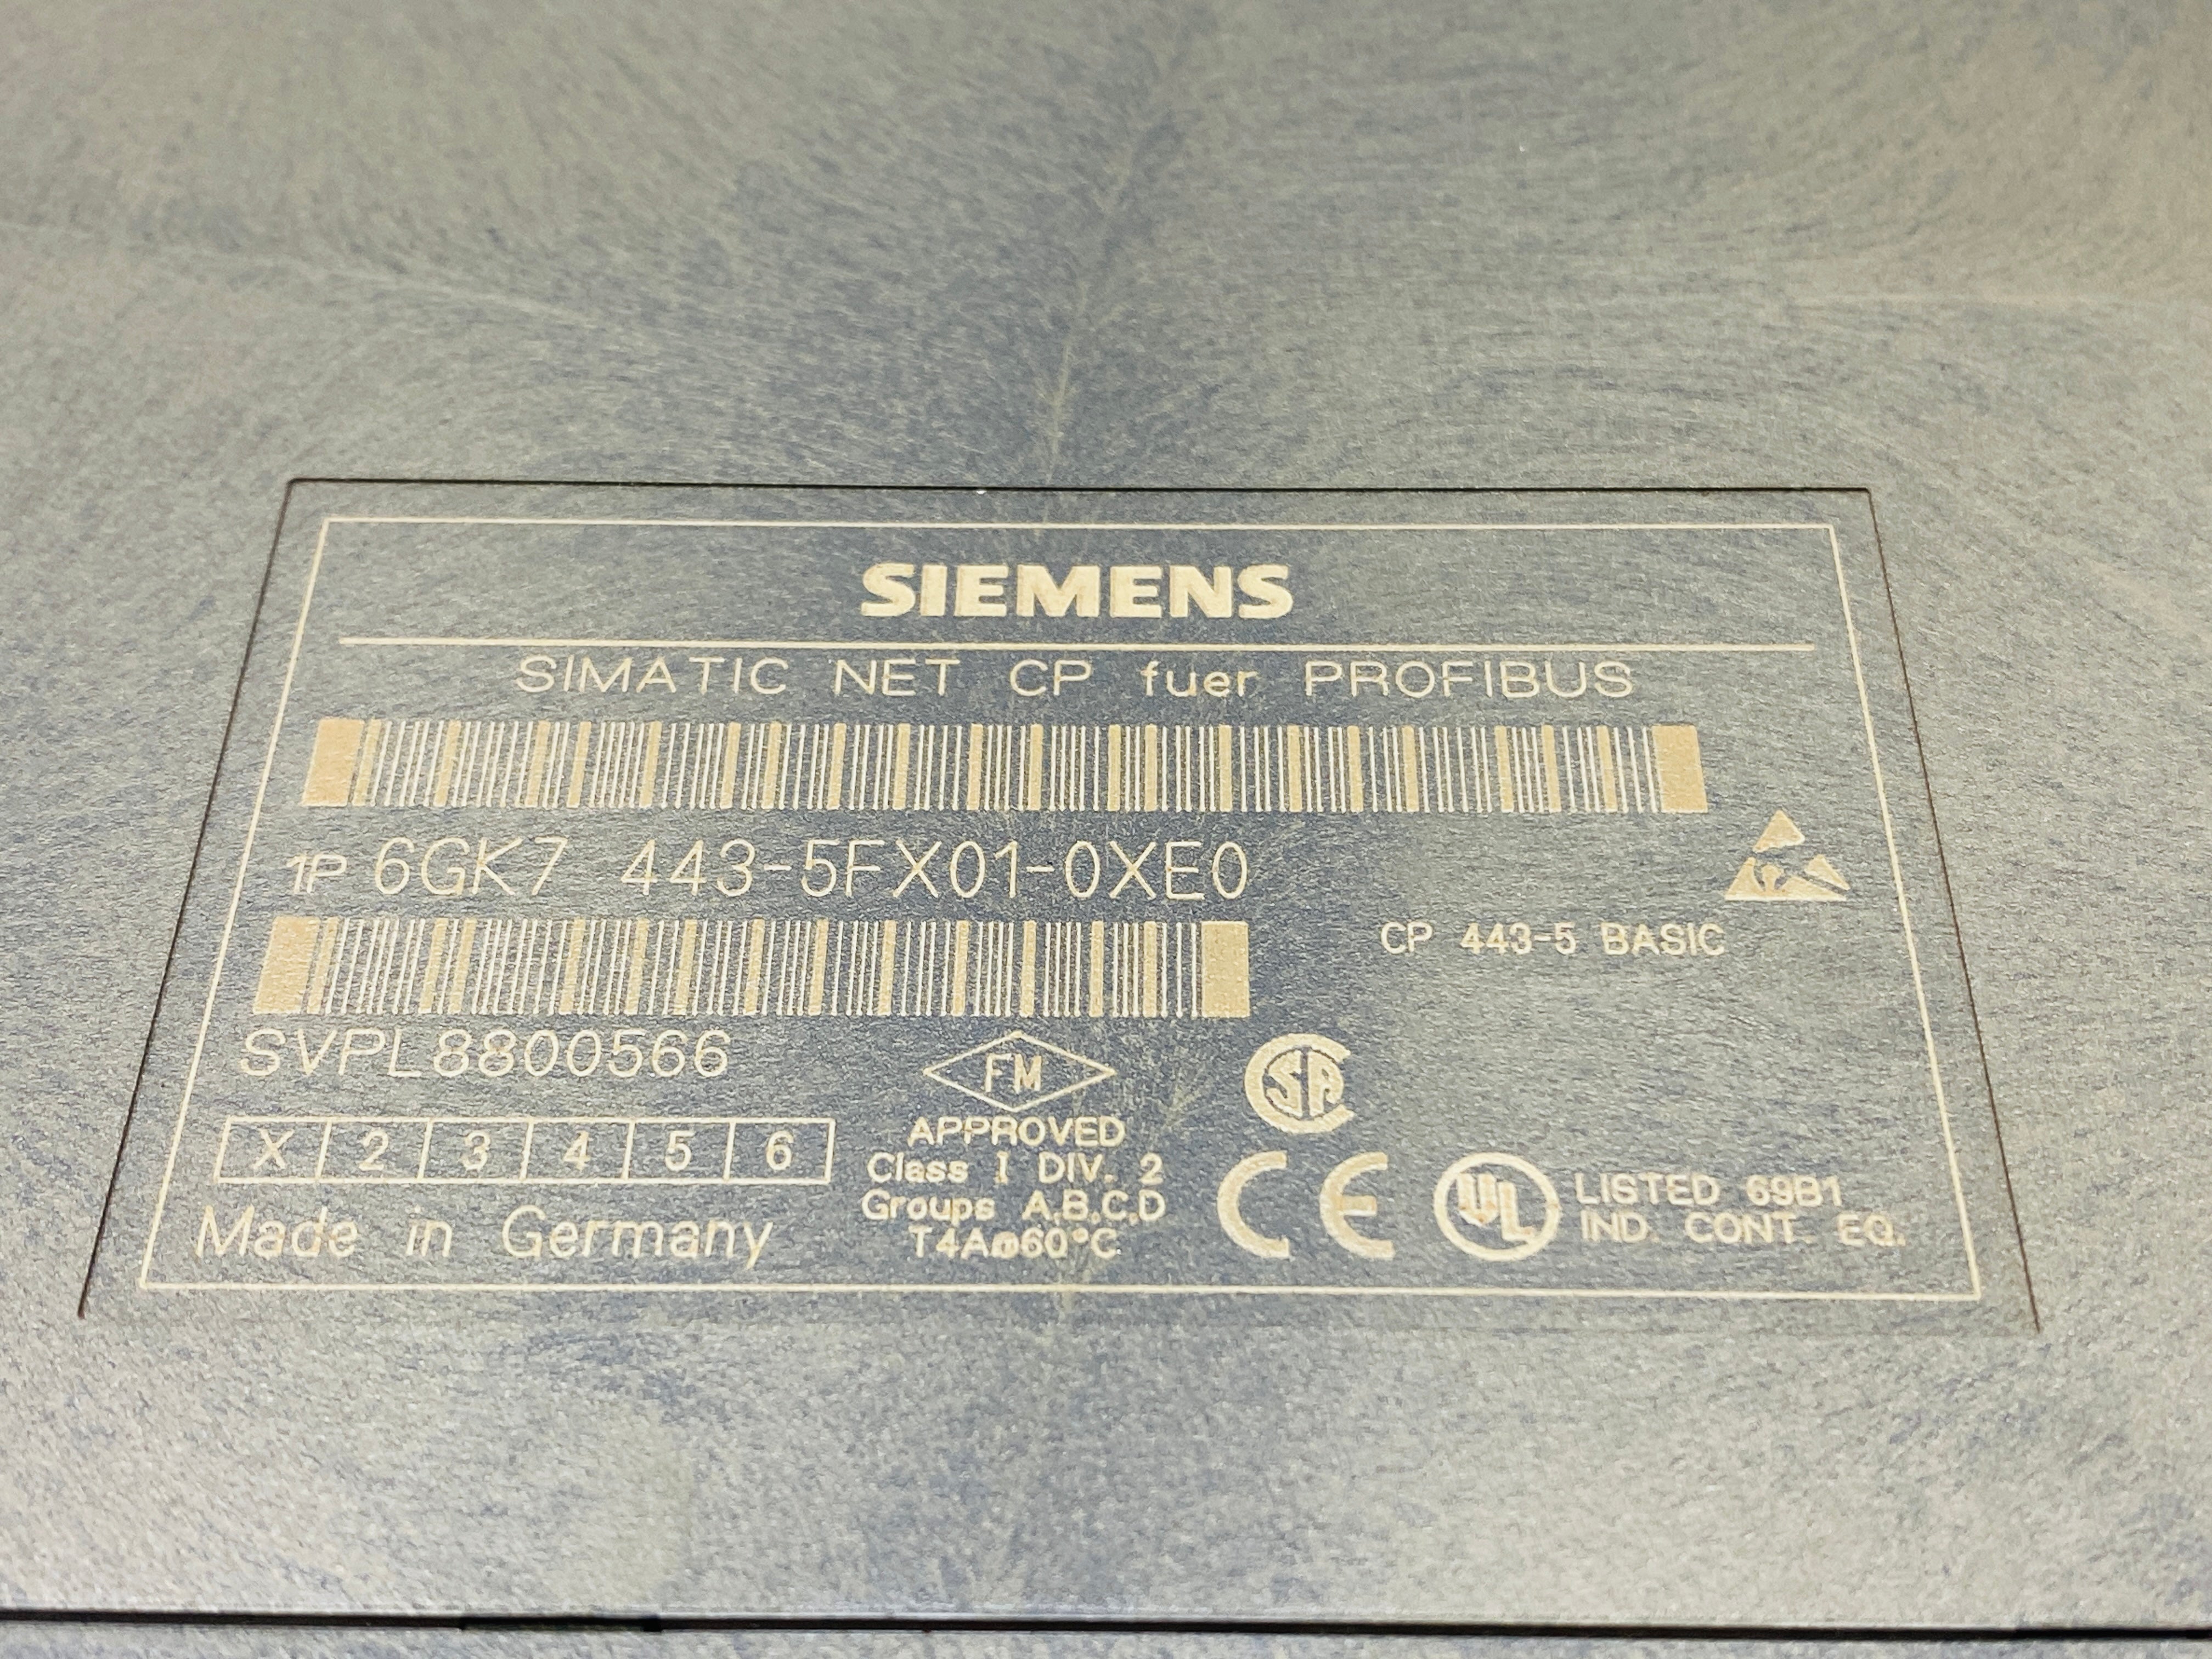 SIEMENS
SIMATIC NET CP fuer PROFIBUS
1P 6GK7 443-5FX01-0XE0
CP 443-5 BASIC
SVPL8800566
FM
APPROVED
Class I DIV. 2
Groups A,B,C,D
T4A@60°C
SA
CE
UL
LISTED 69B1
IND. CONT. EQ.
X 2 3 4 5 6
Made in Germany